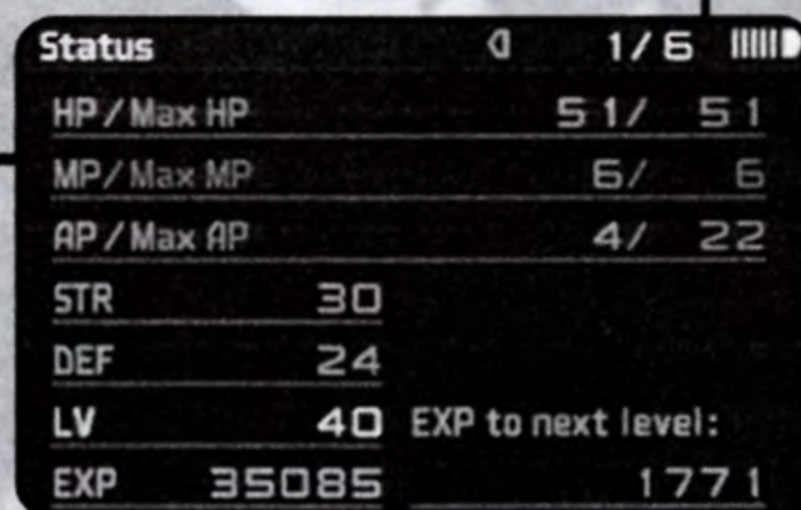 Status 1/6
HP/Max HP 51/ 51
MP/Max MP 6/ 6
AP/Max AP 4/ 22
STR 30
DEF 24
LV 40 EXP to next level:
EXP 35085 1771